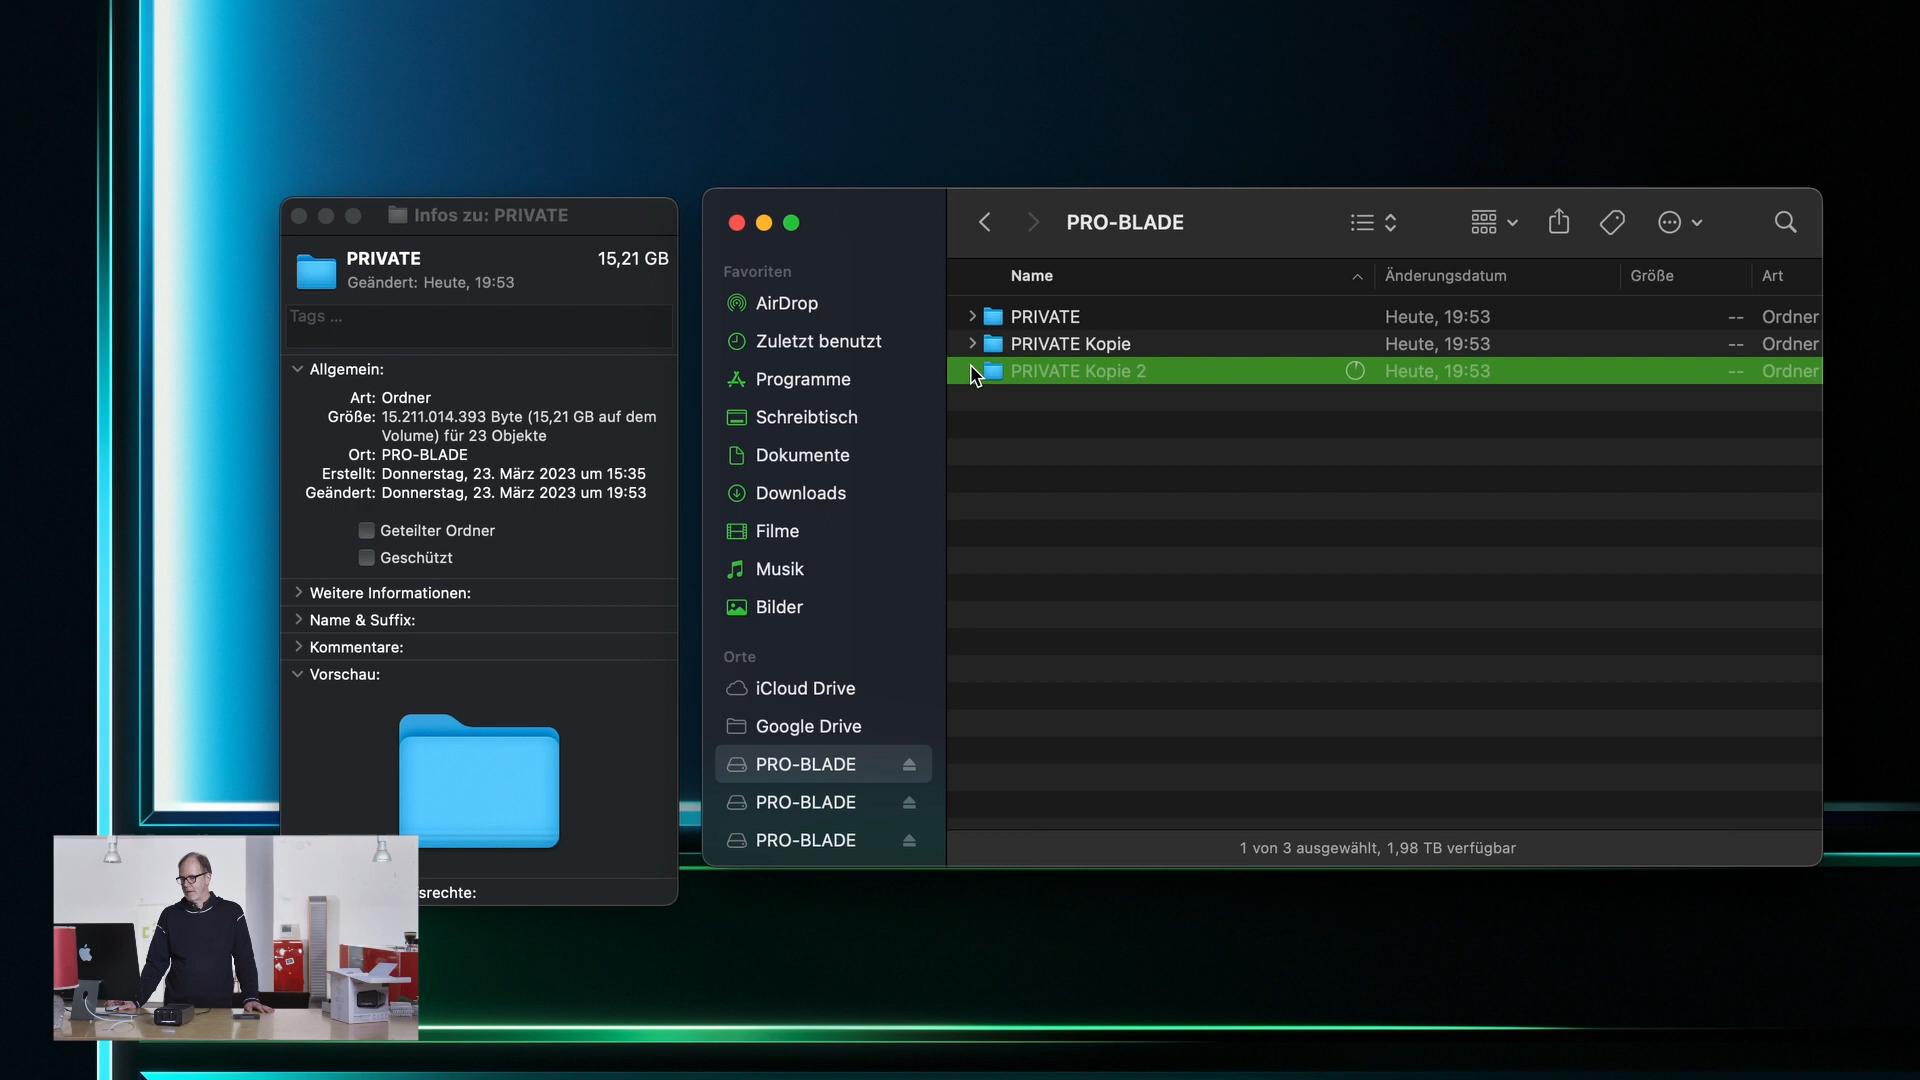 Infos zu: PRIVATE
PRIVATE 15,21 GB
Geändert: Heute, 19:53
Tags ...
Allgemein:
Art: Ordner
Größe: 15.211.014.393 Byte (15,21 GB auf dem
Volume) für 23 Objekte
Ort: PRO-BLADE
Erstellt: Donnerstag, 23. März 2023 um 15:35
Geändert: Donnerstag, 23. März 2023 um 19:53
Geteilter Ordner
Geschützt
Weitere Informationen:
Name & Suffix:
Kommentare:
Vorschau:
srechte:
Favoriten
AirDrop
Zuletzt benutzt
Programme
Schreibtisch
Dokumente
Downloads
Filme
Musik
Bilder
Orte
iCloud Drive
Google Drive
PRO-BLADE
PRO-BLADE
PRO-BLADE
PRO-BLADE
Name Änderungsdatum Größe Art
PRIVATE Heute, 19:53 -- Ordner
PRIVATE Kopie Heute, 19:53 -- Ordner
PRIVATE Kopie 2 Heute, 19:53 -- Ordner
1 von 3 ausgewählt, 1,98 TB verfügbar